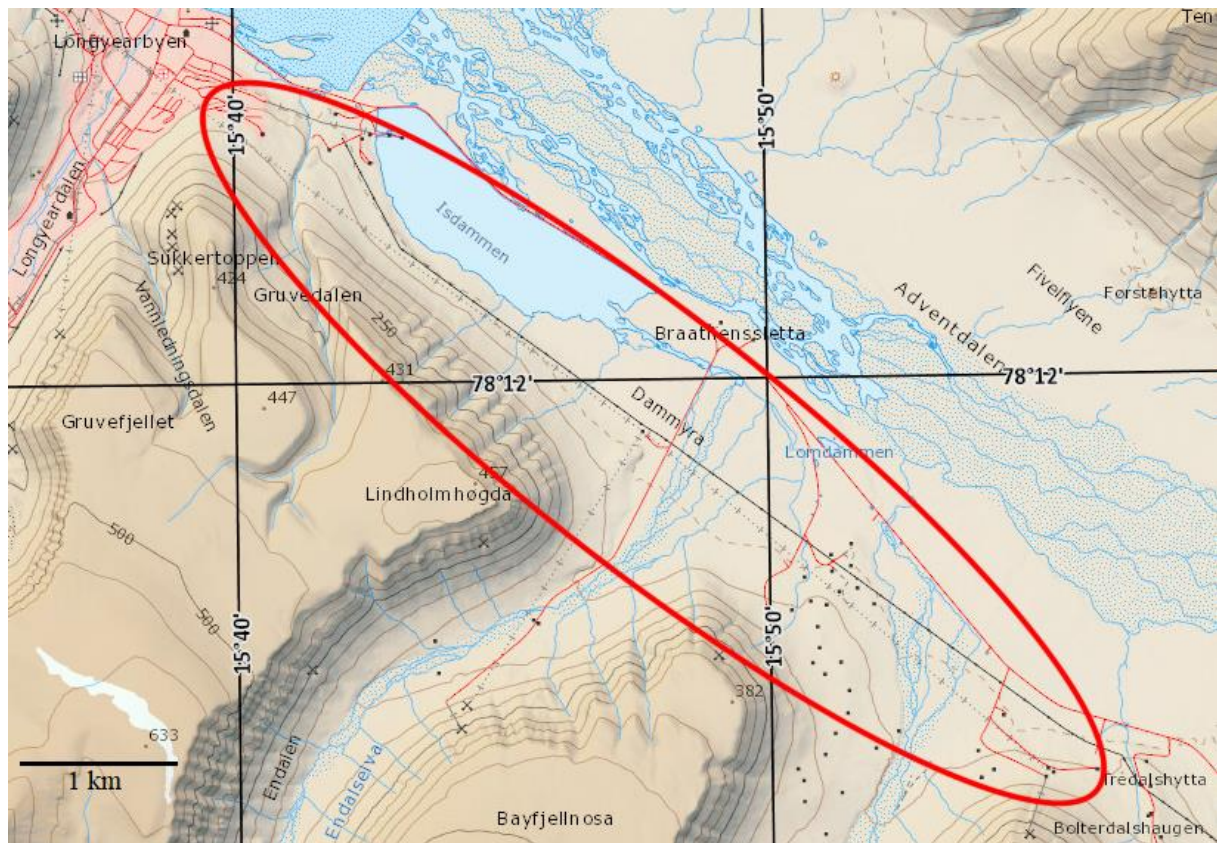 Longyearbyen
Ten
15°40'
15°50'
Isdammen
Longyeardalen
Sukkertoppen
424
Gruvedalen
Vannledningsdalen
250
Fivelflyene
Førstehytta
Adventdalen
Braathenssletta
431
78°12'
78°12'
447
Gruvefjellet
Dammyra
Lomdammen
457
Lindholmhøgda
500
500
15°40'
15°50'
382
633
1 km
Endalen
Endalselva
Tredalshytta
Bayfjellnosa
Bolterdalshaugen